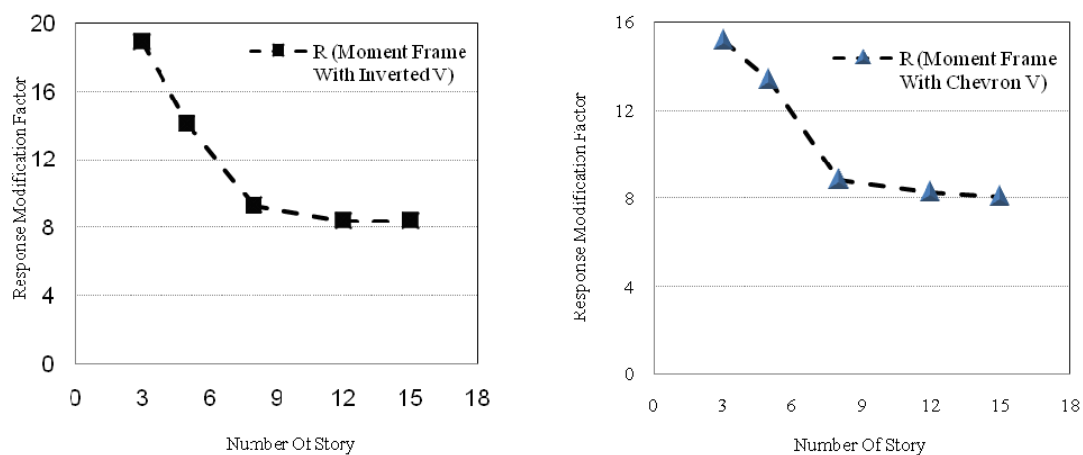 20
16
12
8
4
0
0 3 6 9 12 15 18
Response Modification Factor
Number Of Story
R (Moment Frame
With Inverted V)
16
12
8
4
0
0 3 6 9 12 15 18
Response Modification Factor
Number Of Story
R (Moment Frame
With Chevron V)